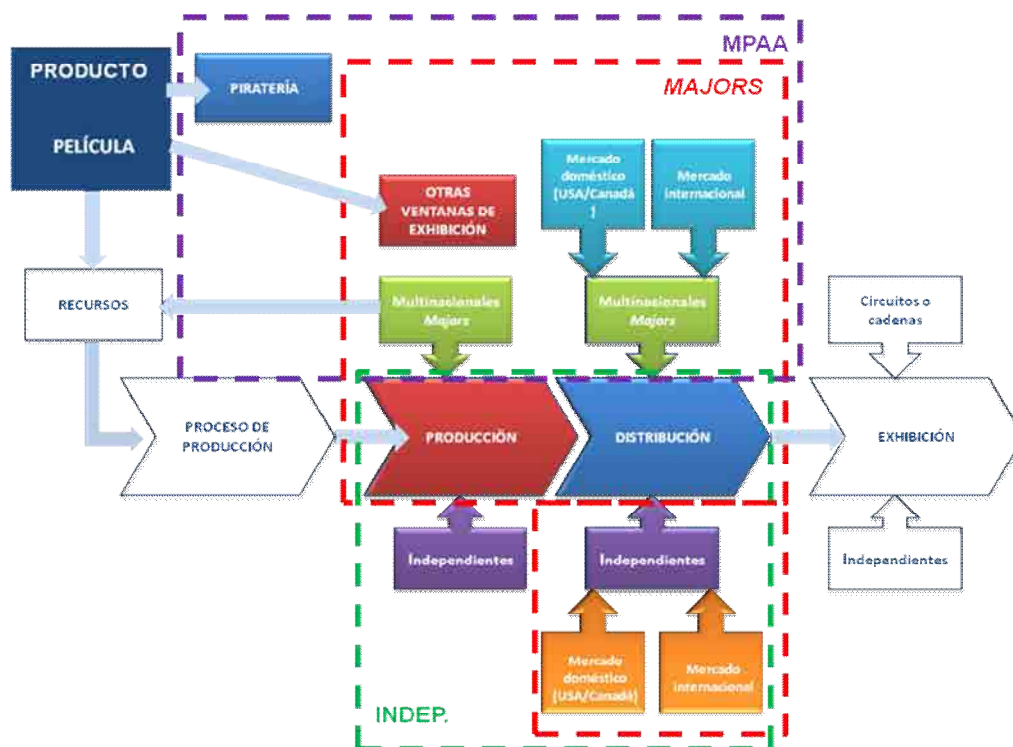 MPAA
PRODUCTO
PELÍCULA
PIRATERÍA
MAJORS
Mercado
doméstico
(USA/Canadá
)
Mercado
internacional
OTRAS
VENTANAS DE
EXHIBICIÓN
RECURSOS
Multinacionales
Majors
Multinacionales
Majors
Circuitos o
cadenas
PROCESO DE
PRODUCCIÓN
PRODUCCIÓN
DISTRIBUCIÓN
EXHIBICIÓN
Independientes
Independientes
Independientes
Mercado
doméstico
(USA/Canadá)
Mercado
internacional
INDEP.